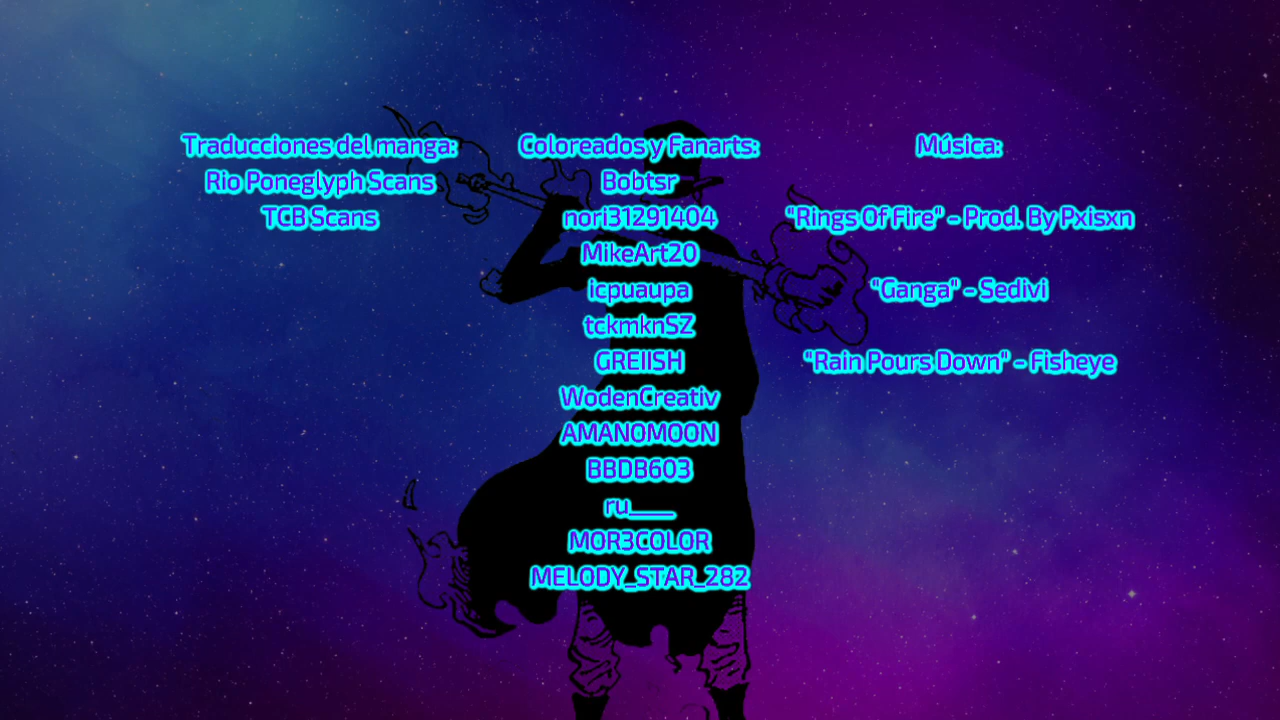 Traducciones del manga:
Rio Poneglyph Scans
TCB Scans
Coloreados y Fanarts:
Bobtsr
nori31291404
MikeArt20
icpuaupa
tckmknSZ
GREIISH
WodenCreativ
AMANOMOON
BBDB603
ru____
MOR3COLOR
MELODY_STAR_282
Música:
"Rings Of Fire" - Prod. By Pxisxn
"Ganga" - Sedivi
"Rain Pours Down" - Fisheye